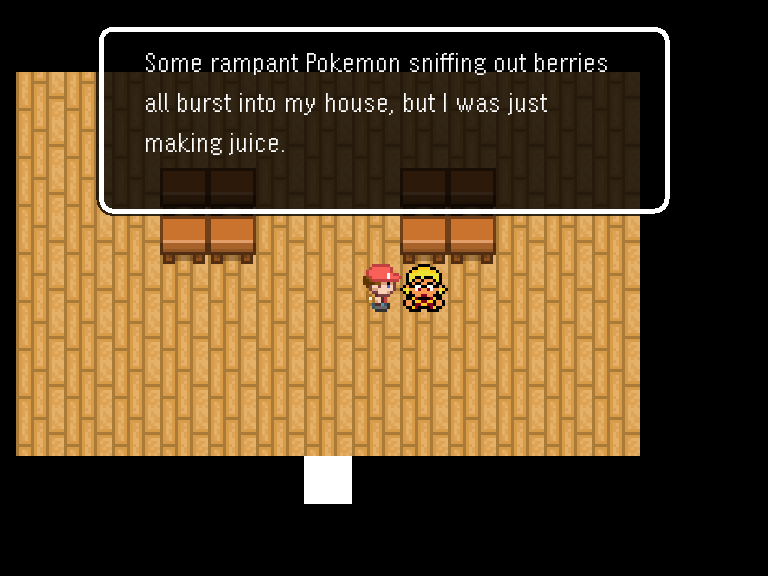 Some rampant Pokemon sniffing out berries
all burst into my house, but I was just
making juice.